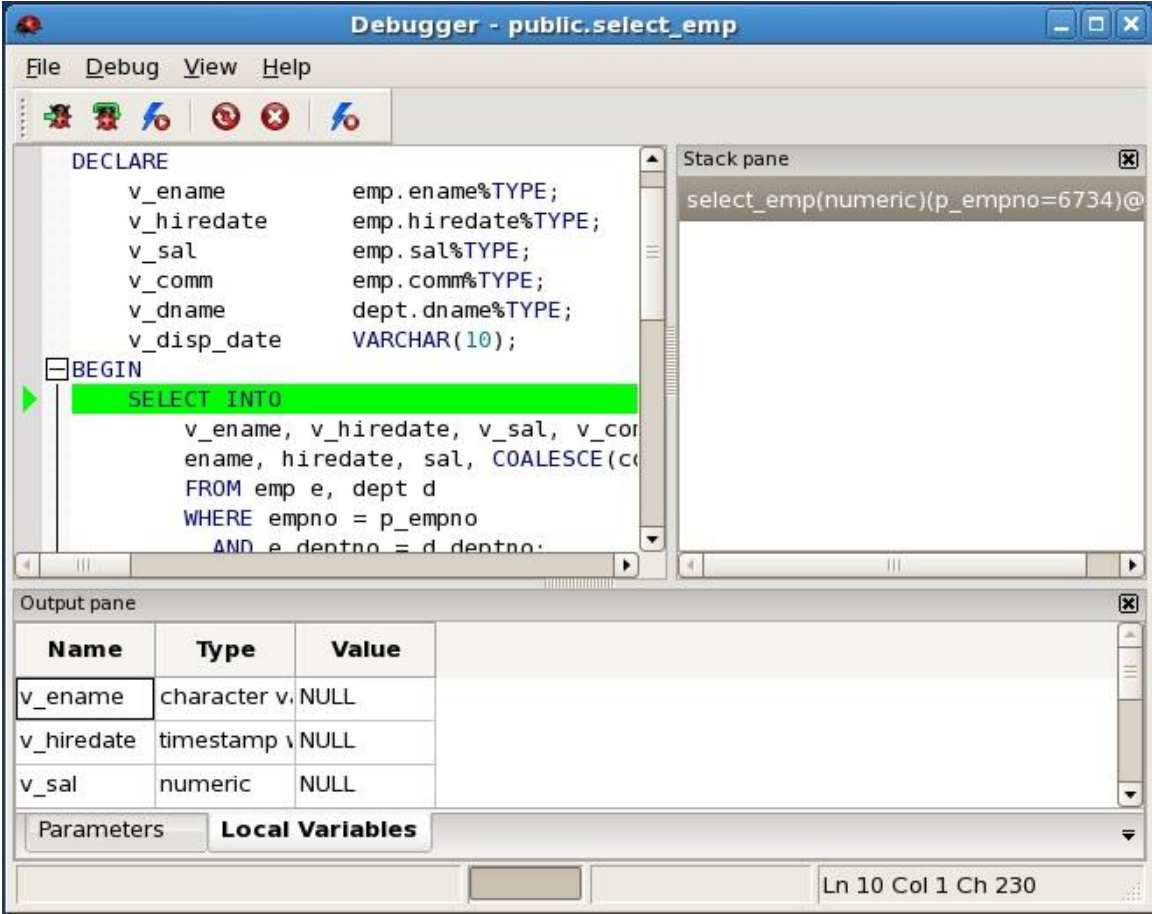 Debugger - public.select_emp
File Debug View Help
DECLARE
v_ename emp.ename%TYPE;
v_hiredate emp.hiredate%TYPE;
v_sal emp.sal%TYPE;
v_comm emp.comm%TYPE;
v_dname dept.dname%TYPE;
v_disp_date VARCHAR(10);
BEGIN
SELECT INTO
v_ename, v_hiredate, v_sal,
ename, hiredate, sal, COALESCE(
FROM emp e, dept d
WHERE empno = p_empno
AND e.deptno = d.deptno;
Stack pane
select_emp(numeric)(p_empno=6734)@
Output pane
Name Type Value
v_ename character NULL
v_hiredate timestamp NULL
v_sal numeric NULL
Parameters Local Variables
Ln 10 Col 1 Ch 230